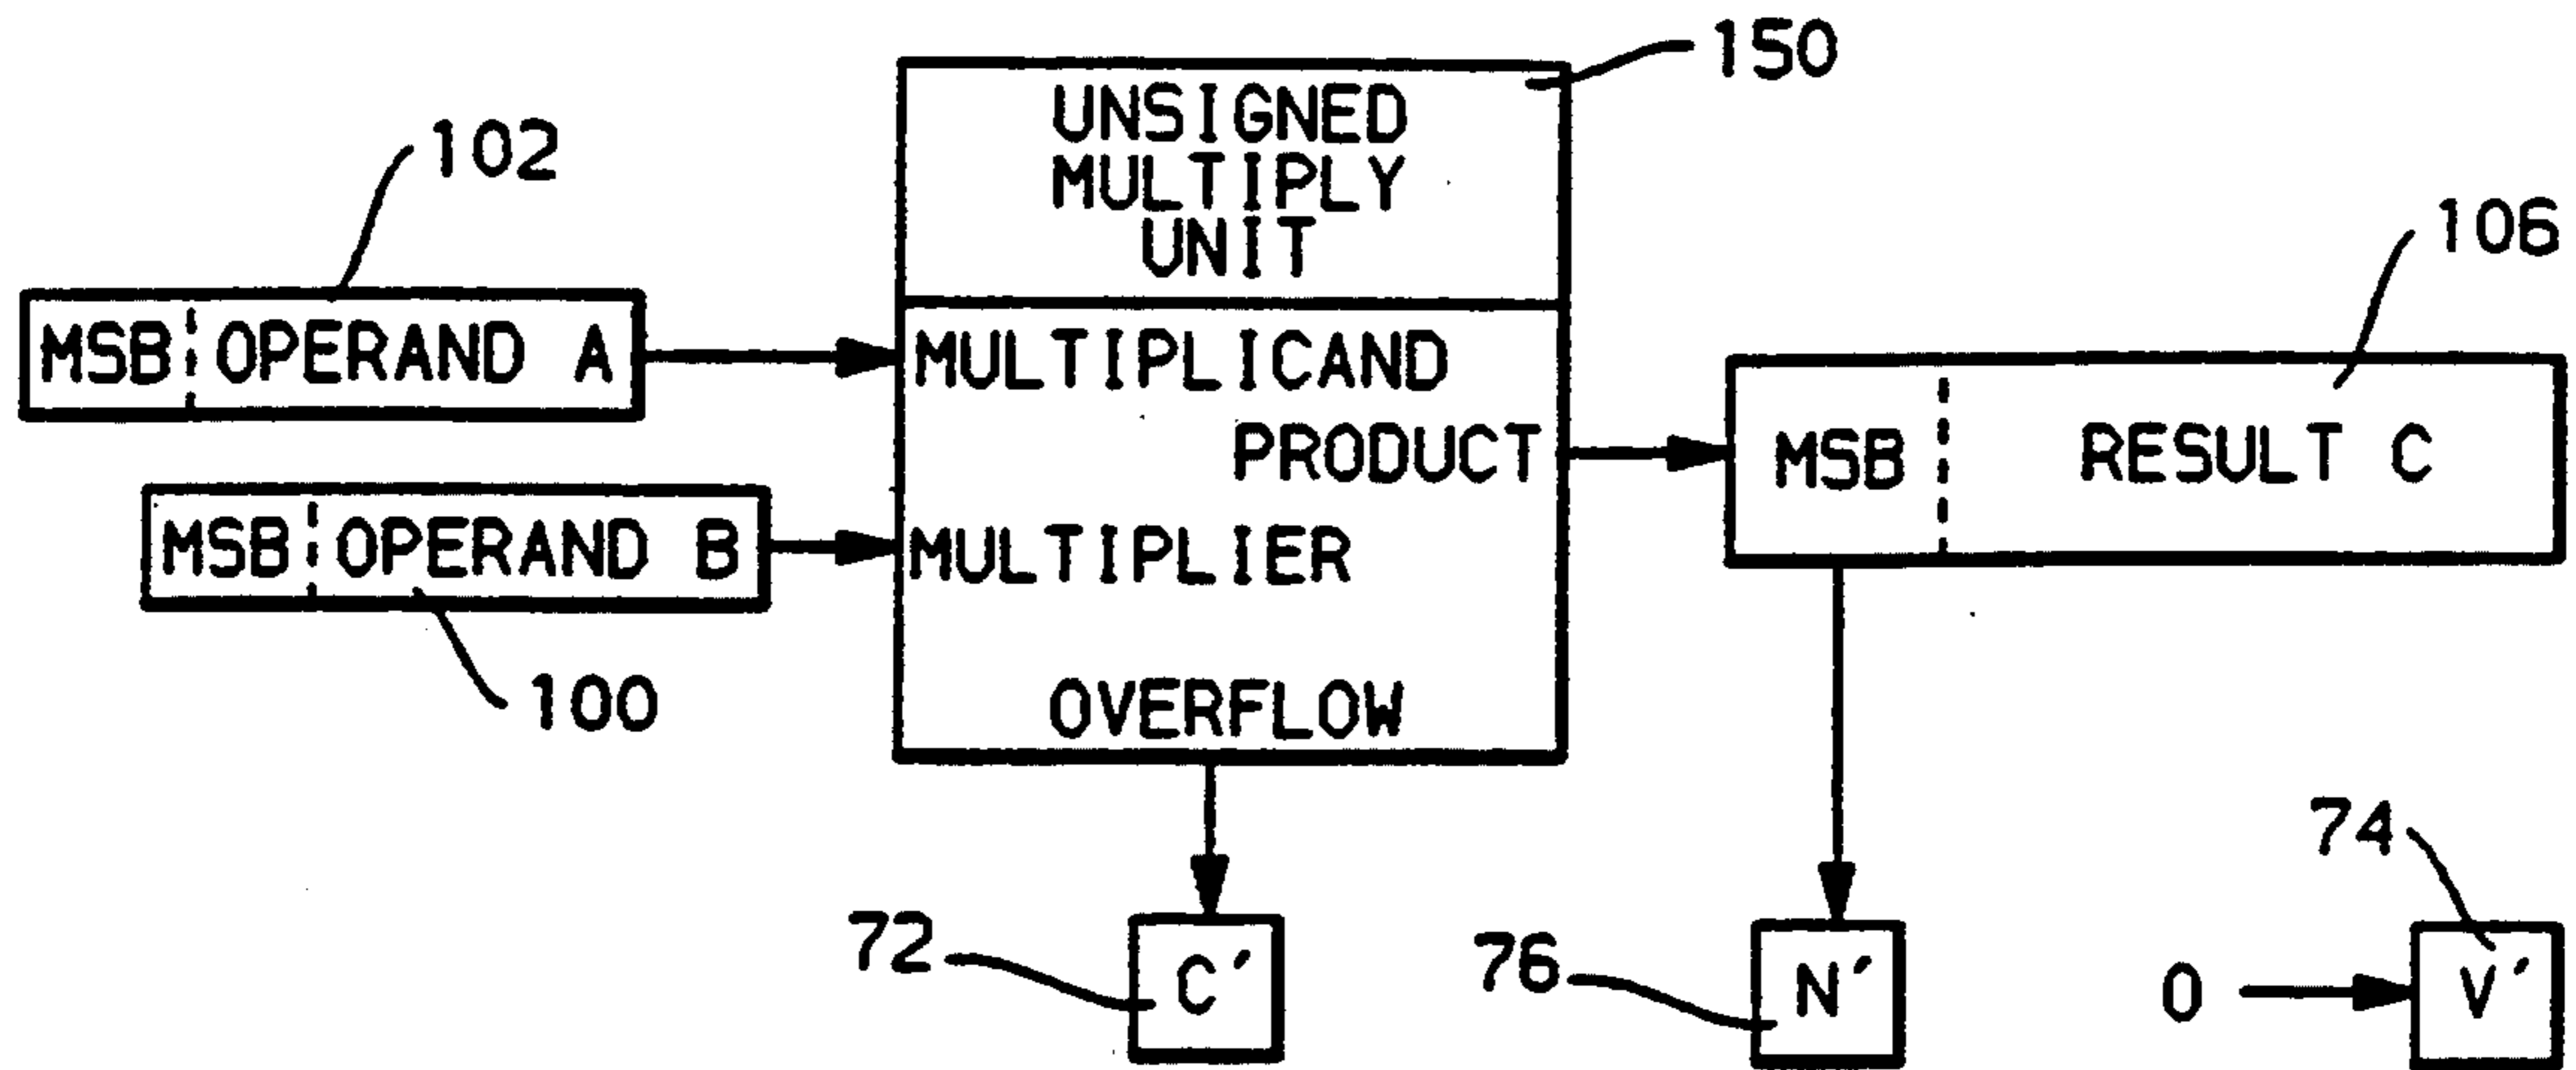 150
UNSIGNED
MULTIPLY
UNIT
102
106
MSB OPERAND A
MULTIPLICAND
PRODUCT
MSB RESULT C
MSB OPERAND B
MULTIPLIER
100
OVERFLOW
74
72
C'
76
N'
0
V'